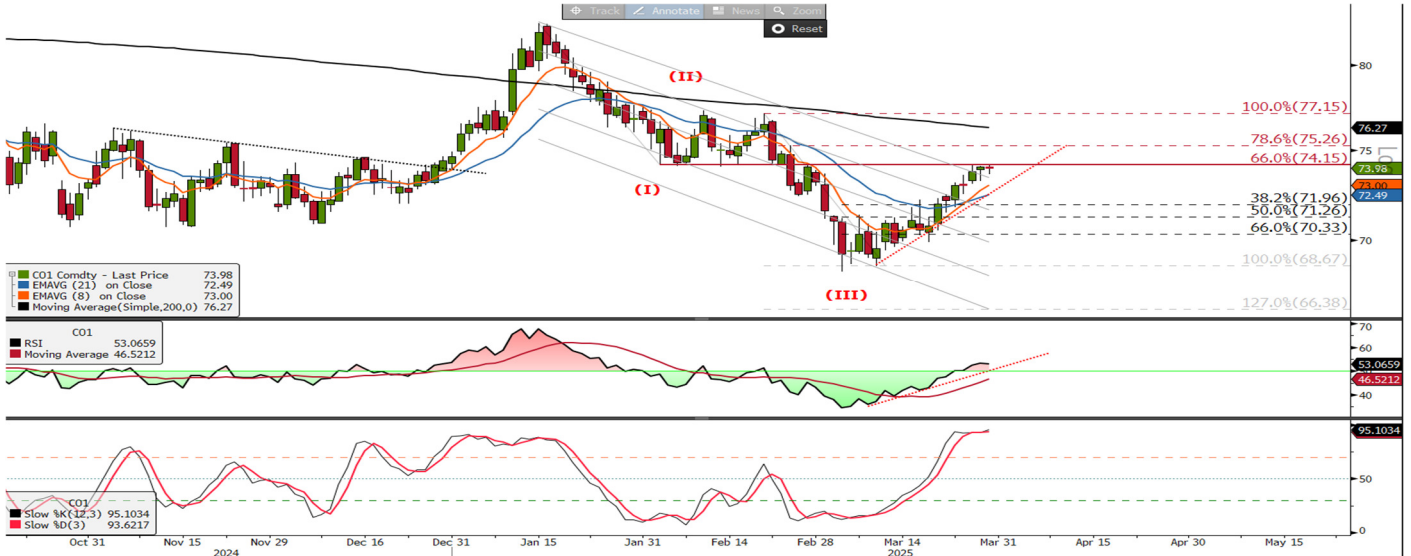 Track Annotate News Zoom
Reset
(II)
(I)
(III)
100.0%(77.15)
78.6%(75.26)
66.0%(74.15)
38.2%(71.96)
50.0%(71.26)
66.0%(70.33)
100.0%(68.67)
127.0%(66.38)
80
76.27
75
73.98
73.00
72.49
70
CO1 Comdty - Last Price 73.98
EMAVG (21) on Close 72.49
EMAVG (8) on Close 73.00
Moving Average(Simple,200,0) 76.27
CO1
RSI 53.0659
Moving Average 46.5212
70
60
53.0659
46.5212
40
CO1
Slow %K(12,3) 95.1034
Slow %D(3) 93.6217
95.1034
50
0
Oct 31 Nov 15 Nov 29 Dec 16 Dec 31 Jan 15 Jan 31 Feb 14 Feb 28 Mar 14 Mar 31 Apr 15 Apr 30 May 15
2024 2025